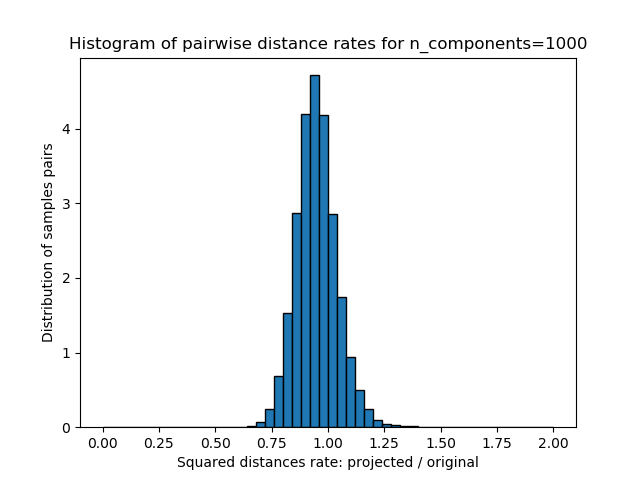 Histogram of pairwise distance rates for n_components=1000
Distribution of samples pairs
4
3
2
1
0
0.00 0.25 0.50 0.75 1.00 1.25 1.50 1.75 2.00
Squared distances rate: projected / original